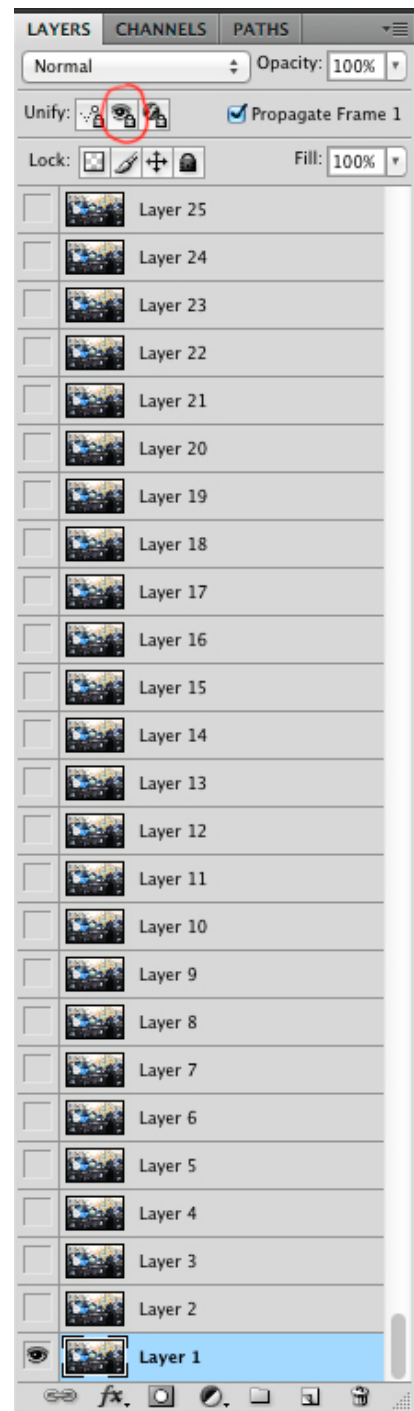 LAYERS CHANNELS PATHS
Normal Opacity: 100%
Unify: Propagate Frame 1
Lock: Fill: 100%
Layer 25
Layer 24
Layer 23
Layer 22
Layer 21
Layer 20
Layer 19
Layer 18
Layer 17
Layer 16
Layer 15
Layer 14
Layer 13
Layer 12
Layer 11
Layer 10
Layer 9
Layer 8
Layer 7
Layer 6
Layer 5
Layer 4
Layer 3
Layer 2
Layer 1
fx.